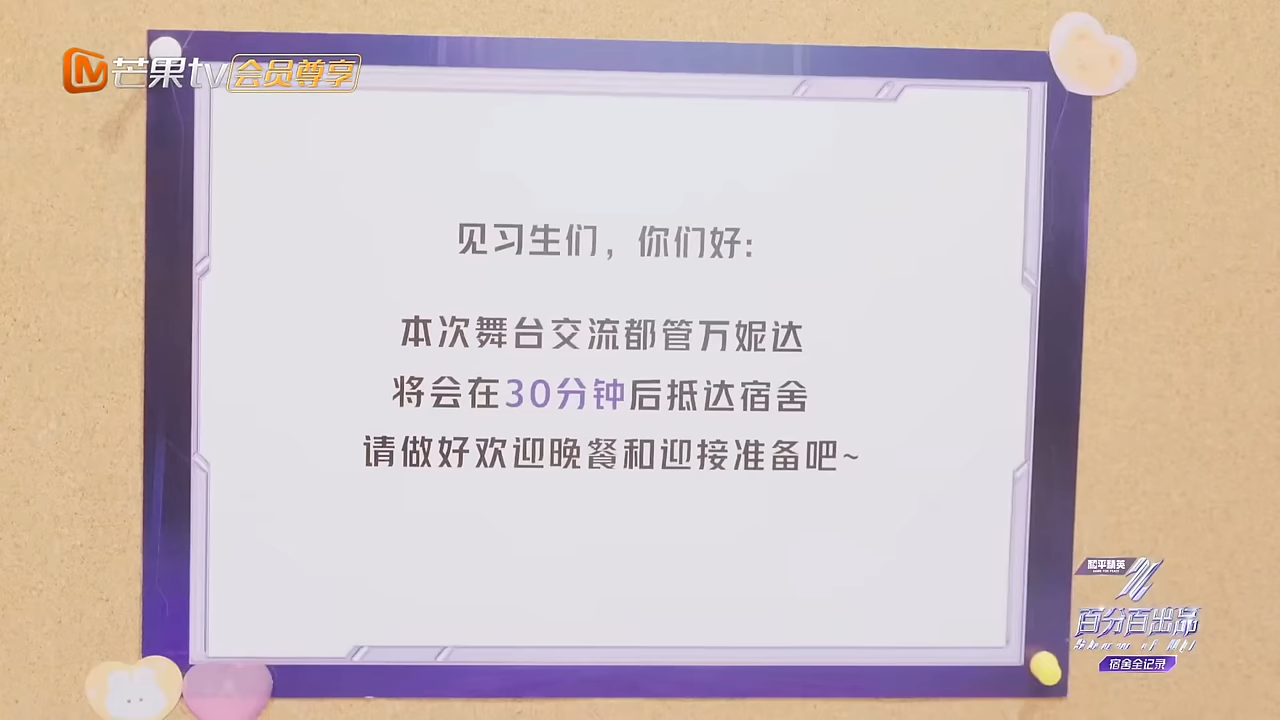 芒果tv会员尊享
见习生们，你们好：
本次舞台交流都管万妮达
将会在30分钟后抵达宿舍
请做好欢迎晚餐和迎接准备吧~
和平精英
百分百出品
宿舍全记录